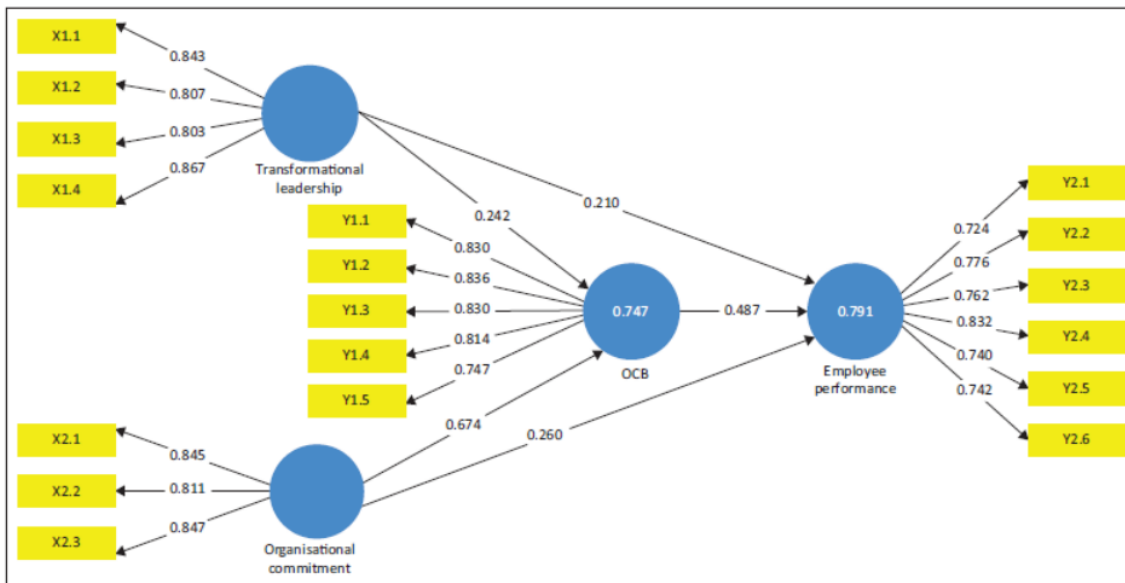 X1.1
0.843
X1.2
0.807
X1.3
0.803
X1.4
0.867
Transformational
leadership
0.242
0.210
Y1.1
0.830
Y1.2
0.836
Y1.3
0.830
Y1.4
0.814
Y1.5
0.747
0.747
OCB
0.487
0.791
Employee
performance
0.674
0.260
X2.1
0.845
X2.2
0.811
X2.3
0.847
Organisational
commitment
Y2.1
0.724
Y2.2
0.776
Y2.3
0.762
Y2.4
0.832
Y2.5
0.740
Y2.6
0.742